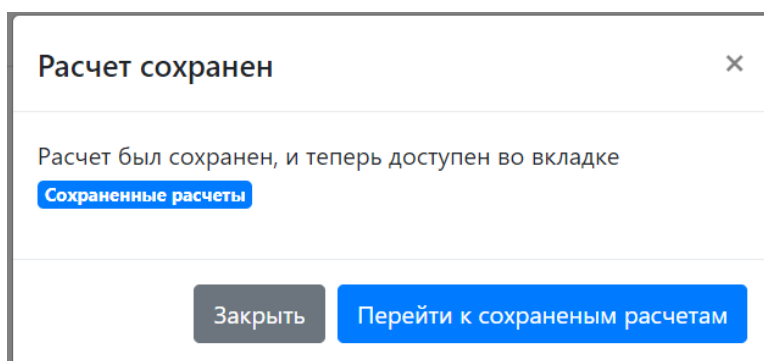 Расчет сохранен
×
Расчет был сохранен, и теперь доступен во вкладке
Сохраненные расчеты
Закрыть
Перейти к сохраненым расчетам